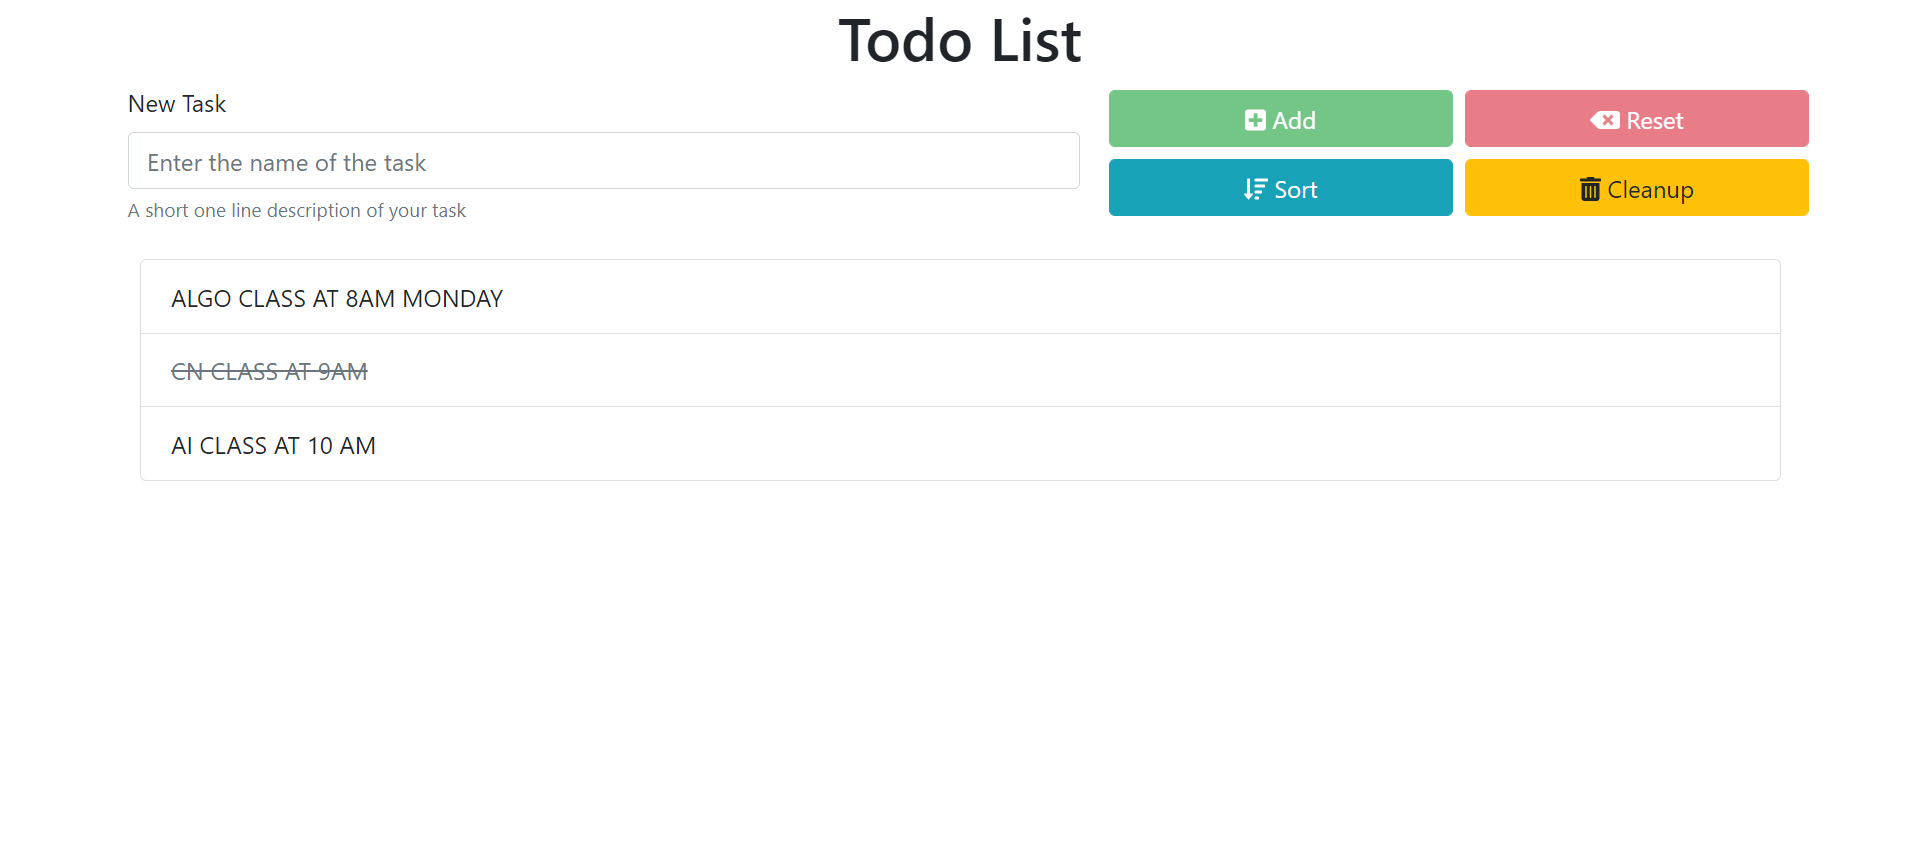 Todo List
New Task
Enter the name of the task
A short one line description of your task
Add
Reset
Sort
Cleanup
ALGO CLASS AT 8AM MONDAY
CN CLASS AT 9AM
AI CLASS AT 10 AM